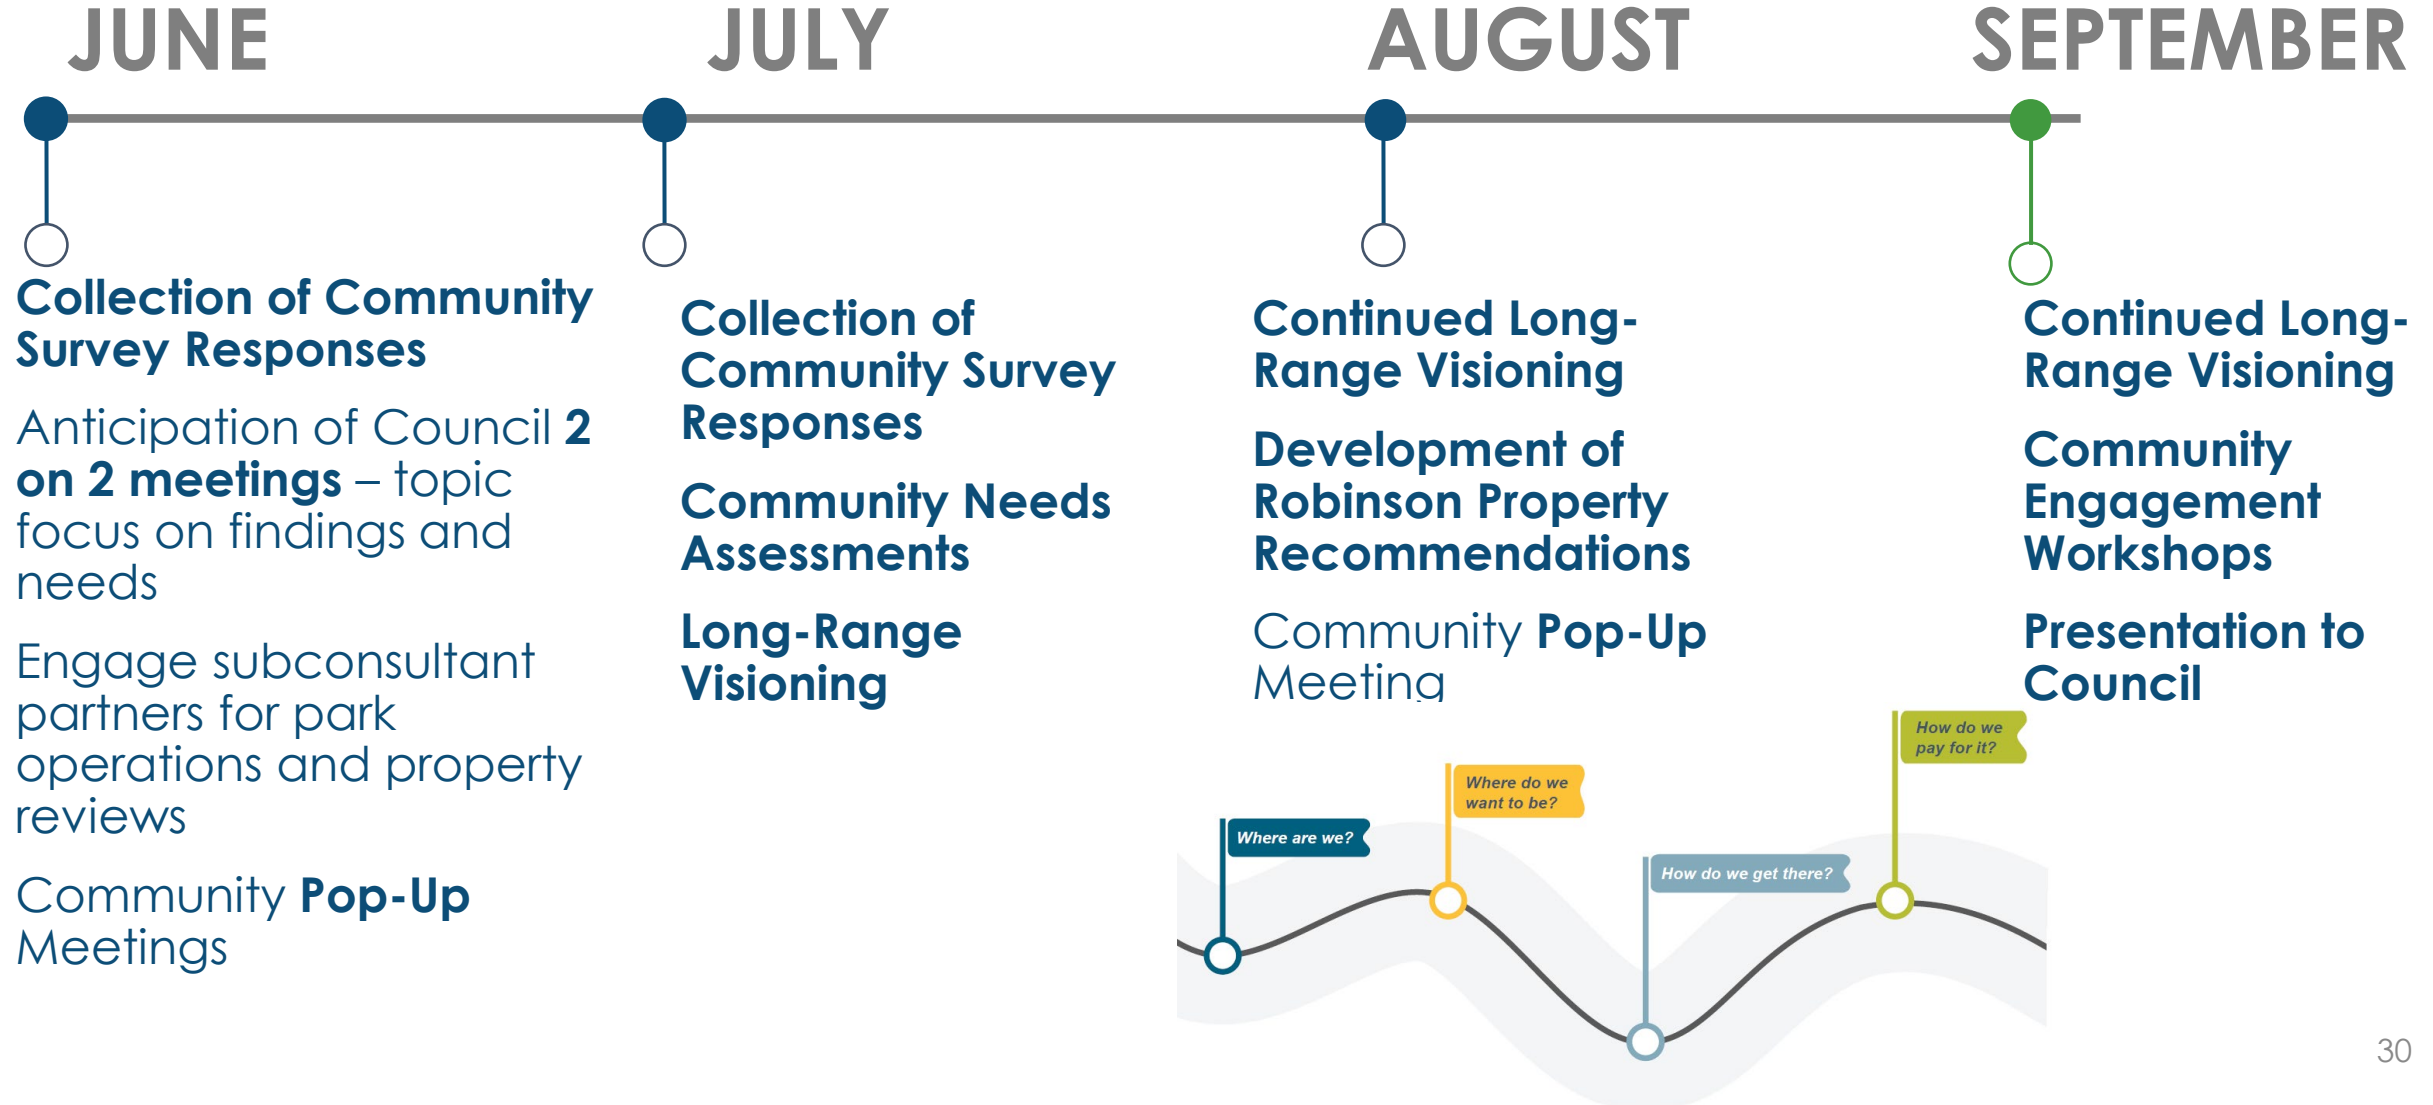 JUNE
JULY
AUGUST
SEPTEMBER
Collection of Community
Survey Responses
Anticipation of Council 2
on 2 meetings – topic
focus on findings and
needs
Engage subconsultant
partners for park
operations and property
reviews
Community Pop-Up
Meetings
Collection of
Community Survey
Responses
Community Needs
Assessments
Long-Range
Visioning
Continued Long-
Range Visioning
Development of
Robinson Property
Recommendations
Community Pop-Up
Meeting
Continued Long-
Range Visioning
Community
Engagement
Workshops
Presentation to
Council
Where are we?
Where do we
want to be?
How do we get there?
How do we
pay for it?
30